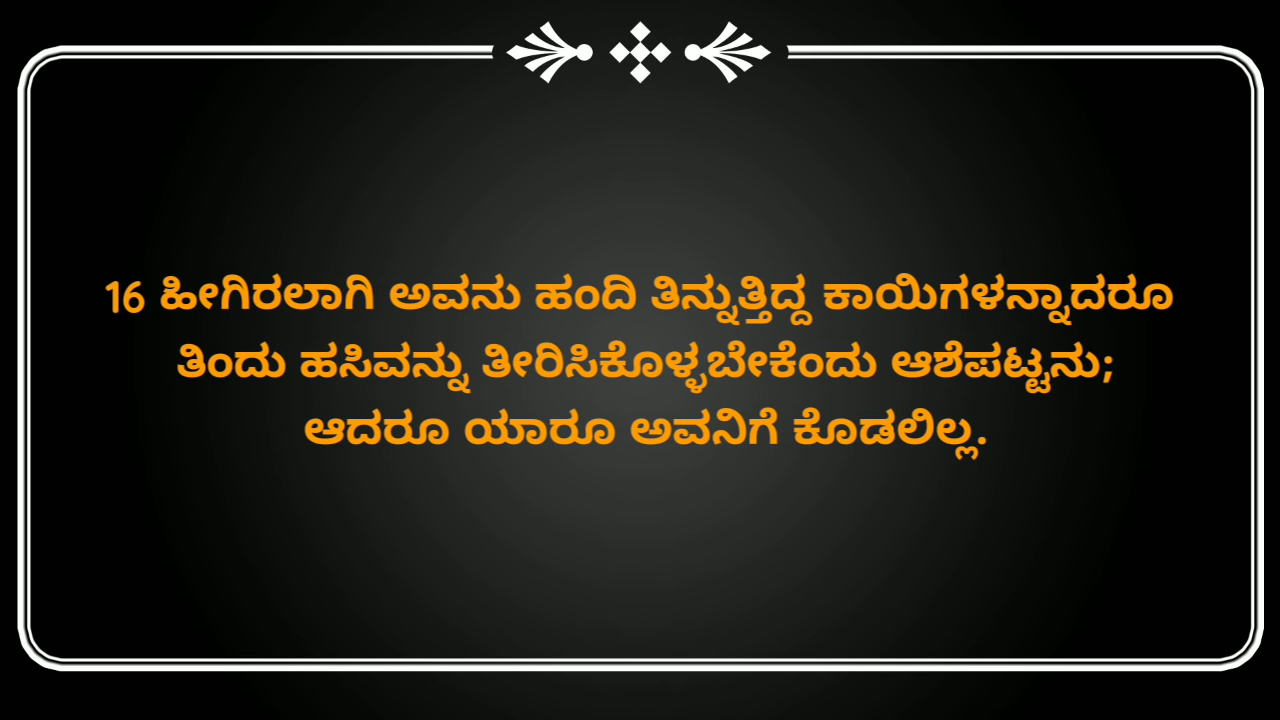 16 ಹೀಗಿರಲಾಗಿ ಅವನು ಹಂದಿ ತಿನ್ನುತ್ತಿದ್ದ ಕಾಯಿಗಳನ್ನಾದರೂ
ತಿಂದು ಹಸಿವನ್ನು ತೀರಿಸಿಕೊಳ್ಳಬೇಕೆಂದು ಆಶೆಪಟ್ಟನು;
ಆದರೂ ಯಾರೂ ಅವನಿಗೆ ಕೊಡಲಿಲ್ಲ.